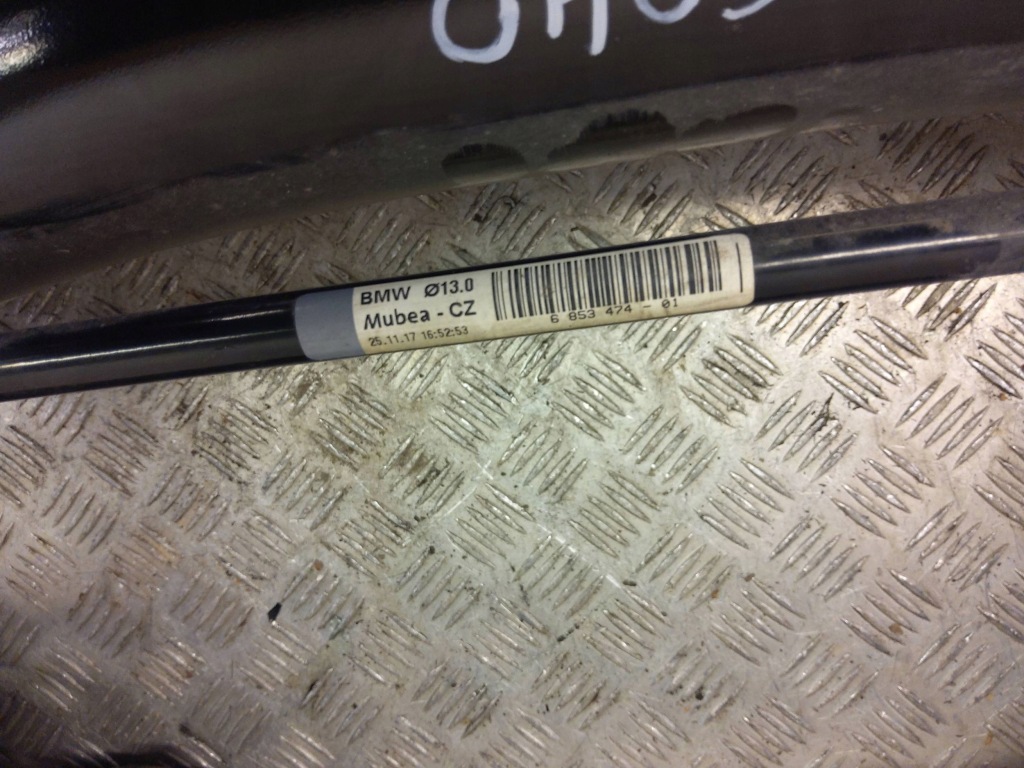 BMW Ø13.0
Mubea - CZ
25.11.17 16:52:53
6 853 474 - 01